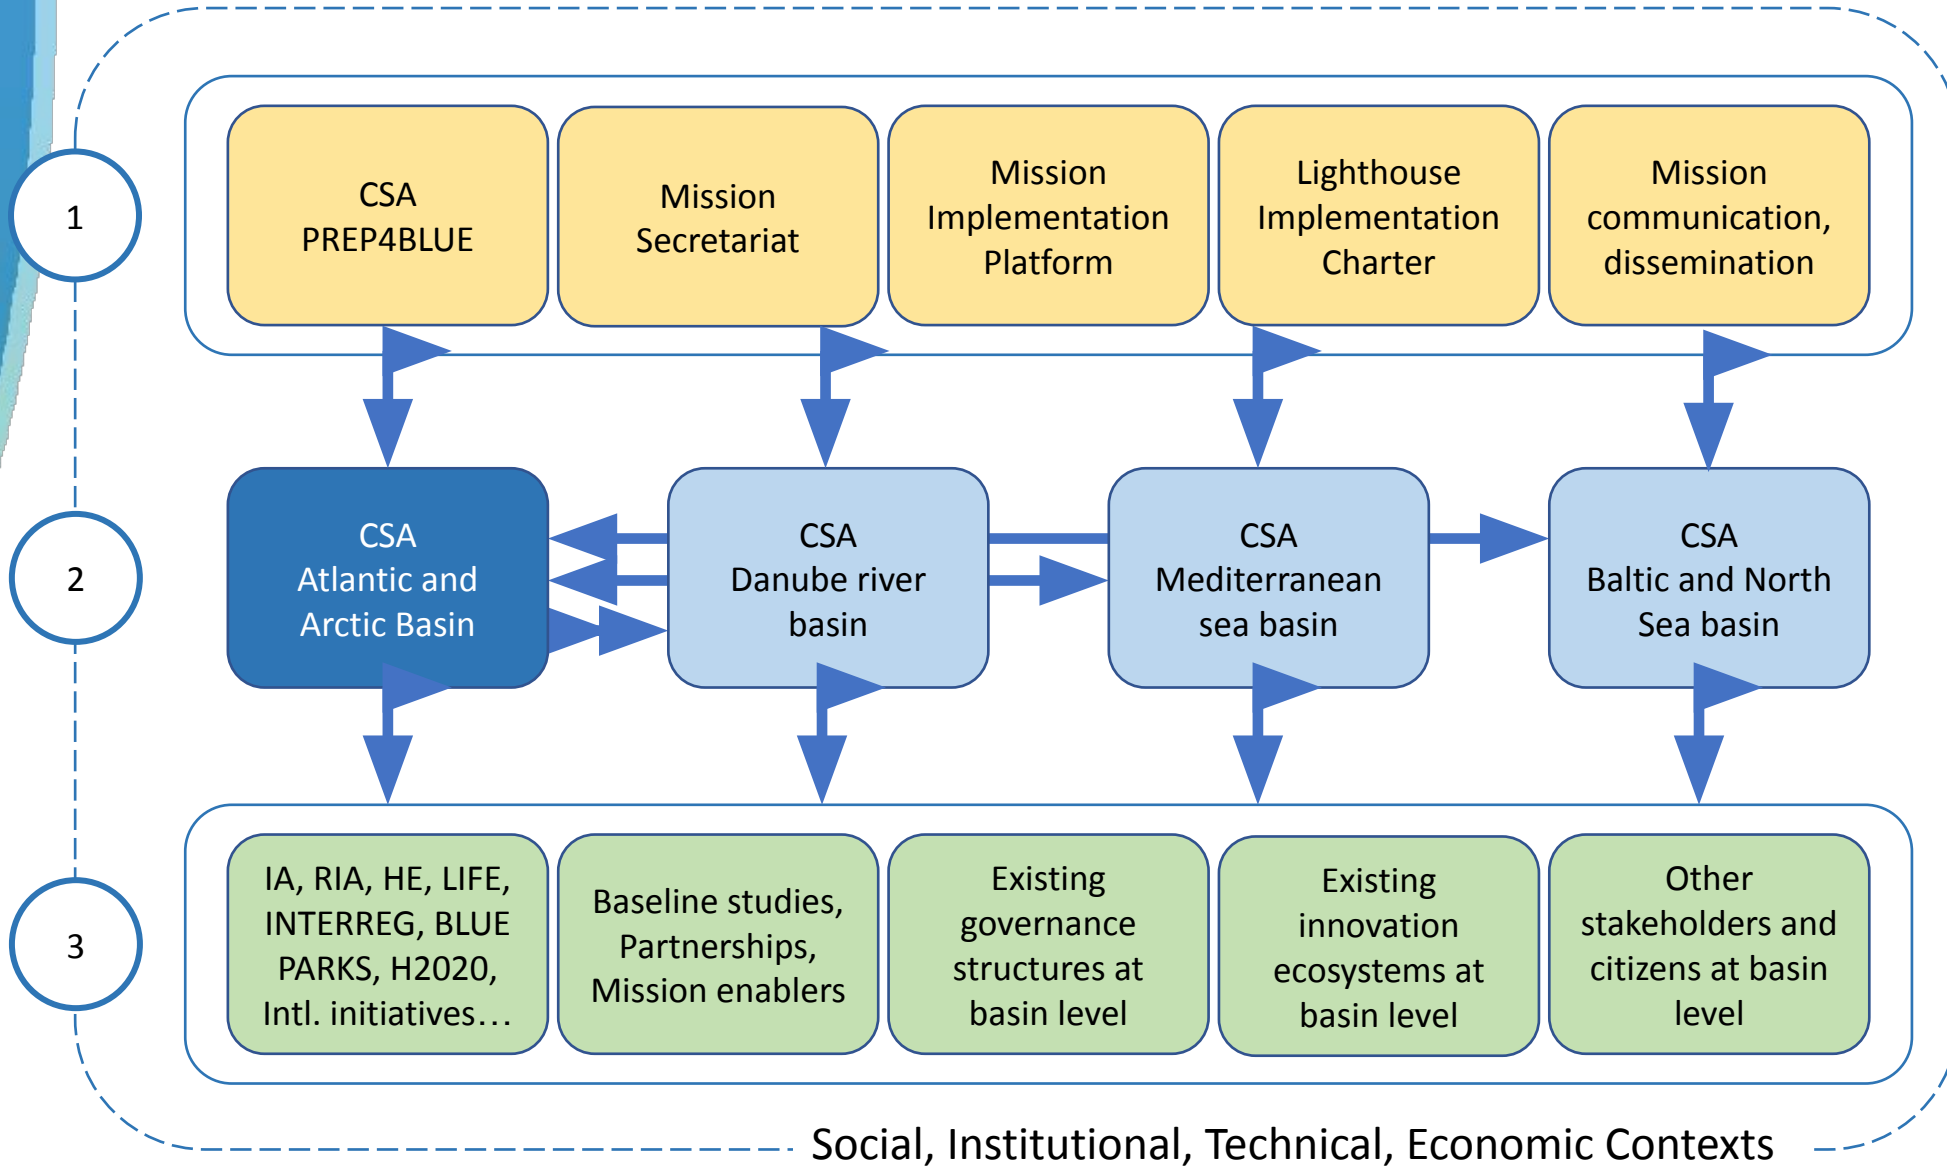 1
CSA
PREP4BLUE
Mission
Secretariat
Mission
Implementation
Platform
Lighthouse
Implementation
Charter
Mission
communication,
dissemination
2
CSA
Atlantic and
Arctic Basin
CSA
Danube river
basin
CSA
Mediterranean
sea basin
CSA
Baltic and North
Sea basin
3
IA, RIA, HE, LIFE,
INTERREG, BLUE
PARKS, H2020,
Intl. initiatives…
Baseline studies,
Partnerships,
Mission enablers
Existing
governance
structures at
basin level
Existing
innovation
ecosystems at
basin level
Other
stakeholders and
citizens at basin
level
Social, Institutional, Technical, Economic Contexts